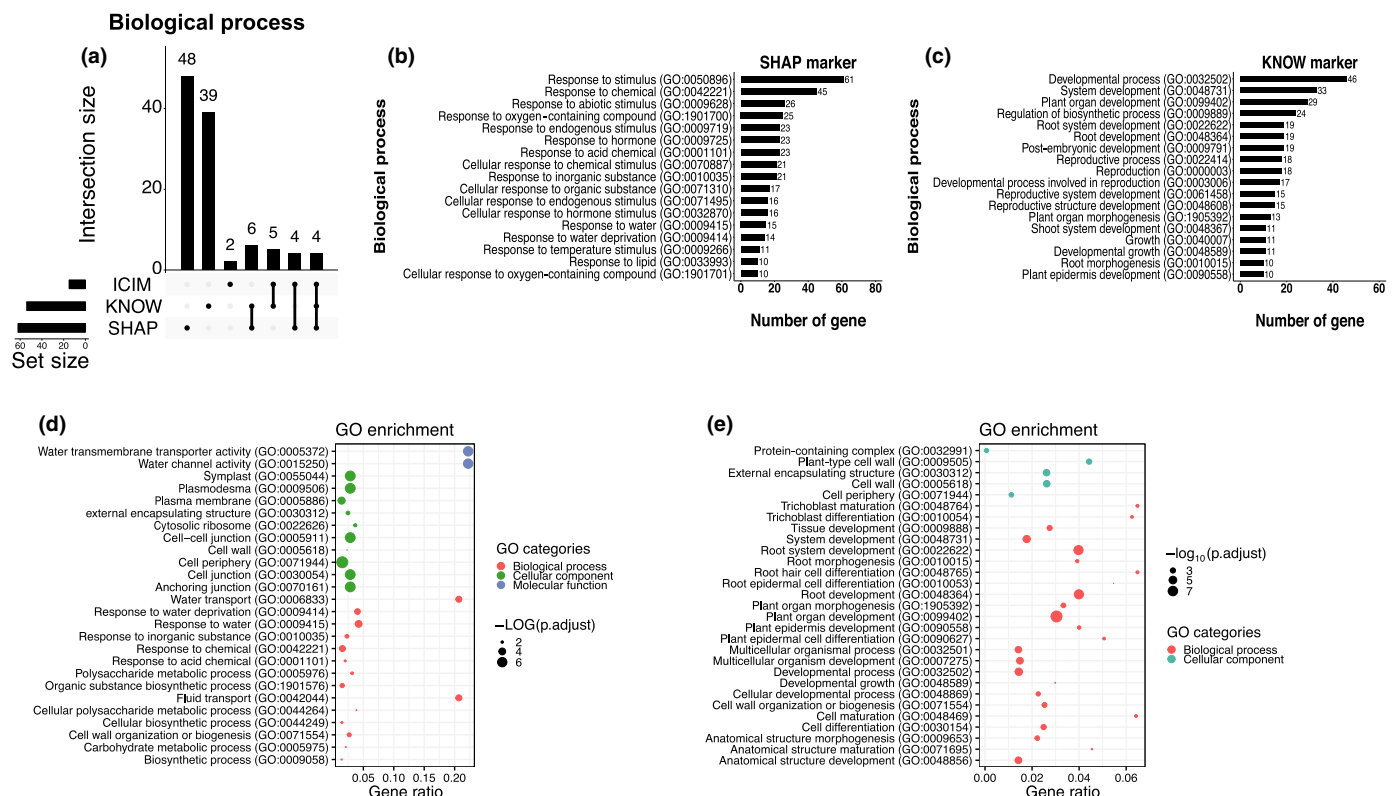 Biological process
(a)
Intersection size
48
39
2
6
5
4
4
40
20
0
ICIM
KNOW
SHAP
60 40 20 0
Set size
(b)
SHAP marker
Biological process
Response to stimulus (GO:0050896) 61
Response to chemical (GO:0042221) 45
Response to abiotic stimulus (GO:0009628) 26
Response to oxygen-containing compound (GO:1901700) 25
Response to endogenous stimulus (GO:0009719) 23
Response to hormone (GO:0009725) 23
Response to acid chemical (GO:0001101) 23
Cellular response to chemical stimulus (GO:0070887) 21
Response to inorganic substance (GO:0010035) 21
Cellular response to organic substance (GO:0071310) 17
Cellular response to endogenous stimulus (GO:0071495) 16
Cellular response to hormone stimulus (GO:0032870) 16
Response to water (GO:0009415) 15
Response to water deprivation (GO:0009414) 14
Response to temperature stimulus (GO:0009266) 11
Response to lipid (GO:0033993) 10
Cellular response to oxygen-containing compound (GO:1901701) 10
0 20 40 60 80
Number of gene
(c)
KNOW marker
Biological process
Developmental process (GO:0032502) 46
System development (GO:0048731) 33
Plant organ development (GO:0099402) 29
Regulation of biosynthetic process (GO:0009889) 24
Root system development (GO:0022622) 19
Root development (GO:0048364) 19
Post-embryonic development (GO:0009791) 19
Reproductive process (GO:0022414) 18
Reproduction (GO:0000003) 18
Developmental process involved in reproduction (GO:0003006) 17
Reproductive system development (GO:0061458) 15
Reproductive structure development (GO:0048608) 15
Plant organ morphogenesis (GO:1905392) 13
Shoot system development (GO:0048367) 11
Growth (GO:0040007) 11
Developmental growth (GO:0048589) 11
Root morphogenesis (GO:0010015) 10
Plant epidermis development (GO:0090558) 10
0 20 40 60
Number of gene
(d)
GO enrichment
Water transmembrane transporter activity (GO:0005372)
Water channel activity (GO:0015250)
Symplast (GO:0055044)
Plasmodesma (GO:0009506)
Plasma membrane (GO:0005886)
external encapsulating structure (GO:0030312)
Cytosolic ribosome (GO:0022626)
Cell-cell junction (GO:0005911)
Cell wall (GO:0005618)
Cell periphery (GO:0071944)
Cell junction (GO:0030054)
Anchoring junction (GO:0070161)
Water transport (GO:0006833)
Response to water deprivation (GO:0009414)
Response to water (GO:0009415)
Response to inorganic substance (GO:0010035)
Response to chemical (GO:0042221)
Response to acid chemical (GO:0001101)
Polysaccharide metabolic process (GO:0005976)
Organic substance biosynthetic process (GO:1901576)
Fluid transport (GO:0042044)
Cellular polysaccharide metabolic process (GO:0044264)
Cellular biosynthetic process (GO:0044249)
Cell wall organization or biogenesis (GO:0071554)
Carbohydrate metabolic process (GO:0005975)
Biosynthetic process (GO:0009058)
0.05 0.10 0.15 0.20
Gene ratio
GO categories
Biological process
Cellular component
Molecular function
-LOG(p.adjust)
2
4
6
(e)
GO enrichment
Protein-containing complex (GO:0032991)
Plant-type cell wall (GO:0009505)
External encapsulating structure (GO:0030312)
Cell wall (GO:0005618)
Cell periphery (GO:0071944)
Trichoblast maturation (GO:0048764)
Trichoblast differentiation (GO:0010054)
Tissue development (GO:0009888)
System development (GO:0048731)
Root system development (GO:0022622)
Root morphogenesis (GO:0010015)
Root hair cell differentiation (GO:0048765)
Root epidermal cell differentiation (GO:0010053)
Root development (GO:0048364)
Plant organ morphogenesis (GO:1905392)
Plant organ development (GO:0099402)
Plant epidermis development (GO:0090558)
Plant epidermal cell differentiation (GO:0090627)
Multicellular organismal process (GO:0032501)
Multicellular organism development (GO:0007275)
Developmental process (GO:0032502)
Developmental growth (GO:0048589)
Cellular developmental process (GO:0048869)
Cell wall organization or biogenesis (GO:0071554)
Cell maturation (GO:0048469)
Cell differentiation (GO:0030154)
Anatomical structure morphogenesis (GO:0009653)
Anatomical structure maturation (GO:0071695)
Anatomical structure development (GO:0048856)
0.00 0.02 0.04 0.06
Gene ratio
-log10(p.adjust)
3
5
7
GO categories
Biological process
Cellular component